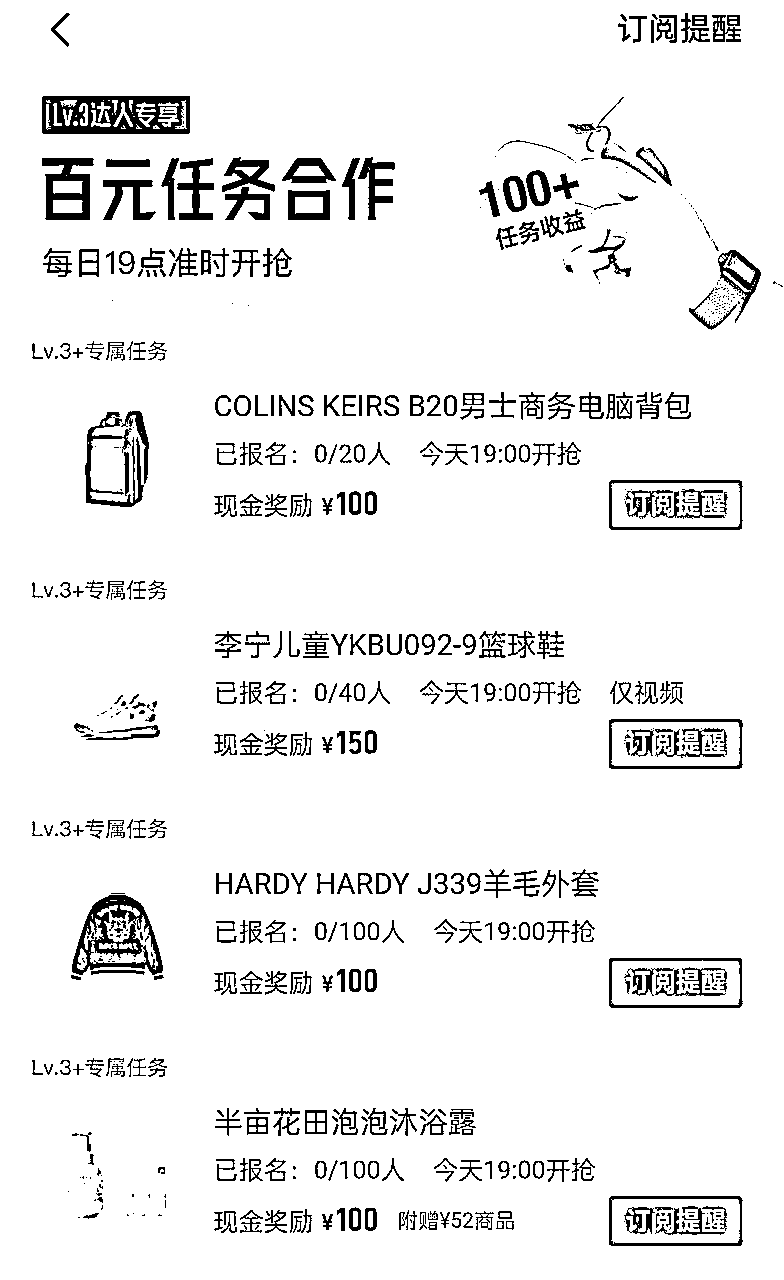 订阅提醒
Lv.3达人专享
百元任务合作
每日19点准时开抢
100+
任务收益
Lv.3+专属任务
COLINS KEIRS B20男士商务电脑背包
已报名：0/20人 今天19:00开抢
现金奖励 ¥100 订阅提醒
Lv.3+专属任务
李宁儿童YKBU092-9篮球鞋
已报名：0/40人 今天19:00开抢 仅视频
现金奖励 ¥150 订阅提醒
Lv.3+专属任务
HARDY HARDY J339羊毛外套
已报名：0/100人 今天19:00开抢
现金奖励 ¥100 订阅提醒
Lv.3+专属任务
半亩花田泡泡沐浴露
已报名：0/100人 今天19:00开抢
现金奖励 ¥100 附赠¥52商品 订阅提醒